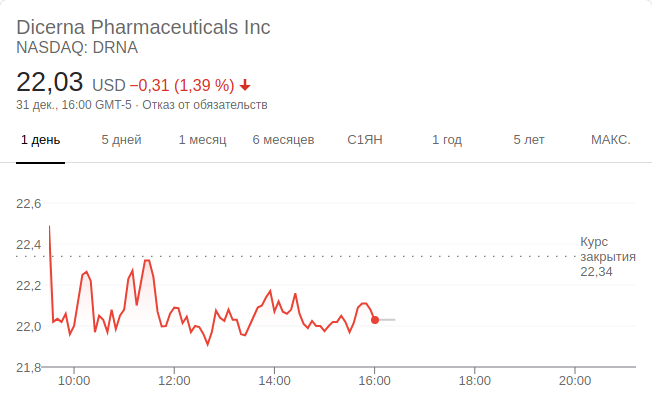 Dicerna Pharmaceuticals Inc
NASDAQ: DRNA
22,03 USD −0,31 (1,39 %)
31 дек., 16:00 GMT-5 · Отказ от обязательств
1 день 5 дней 1 месяц 6 месяцев С1ЯН 1 год 5 лет МАКС.
22,6
22,4
22,2
22,0
21,8
Курс
закрытия
22,34
10:00 12:00 14:00 16:00 18:00 20:00